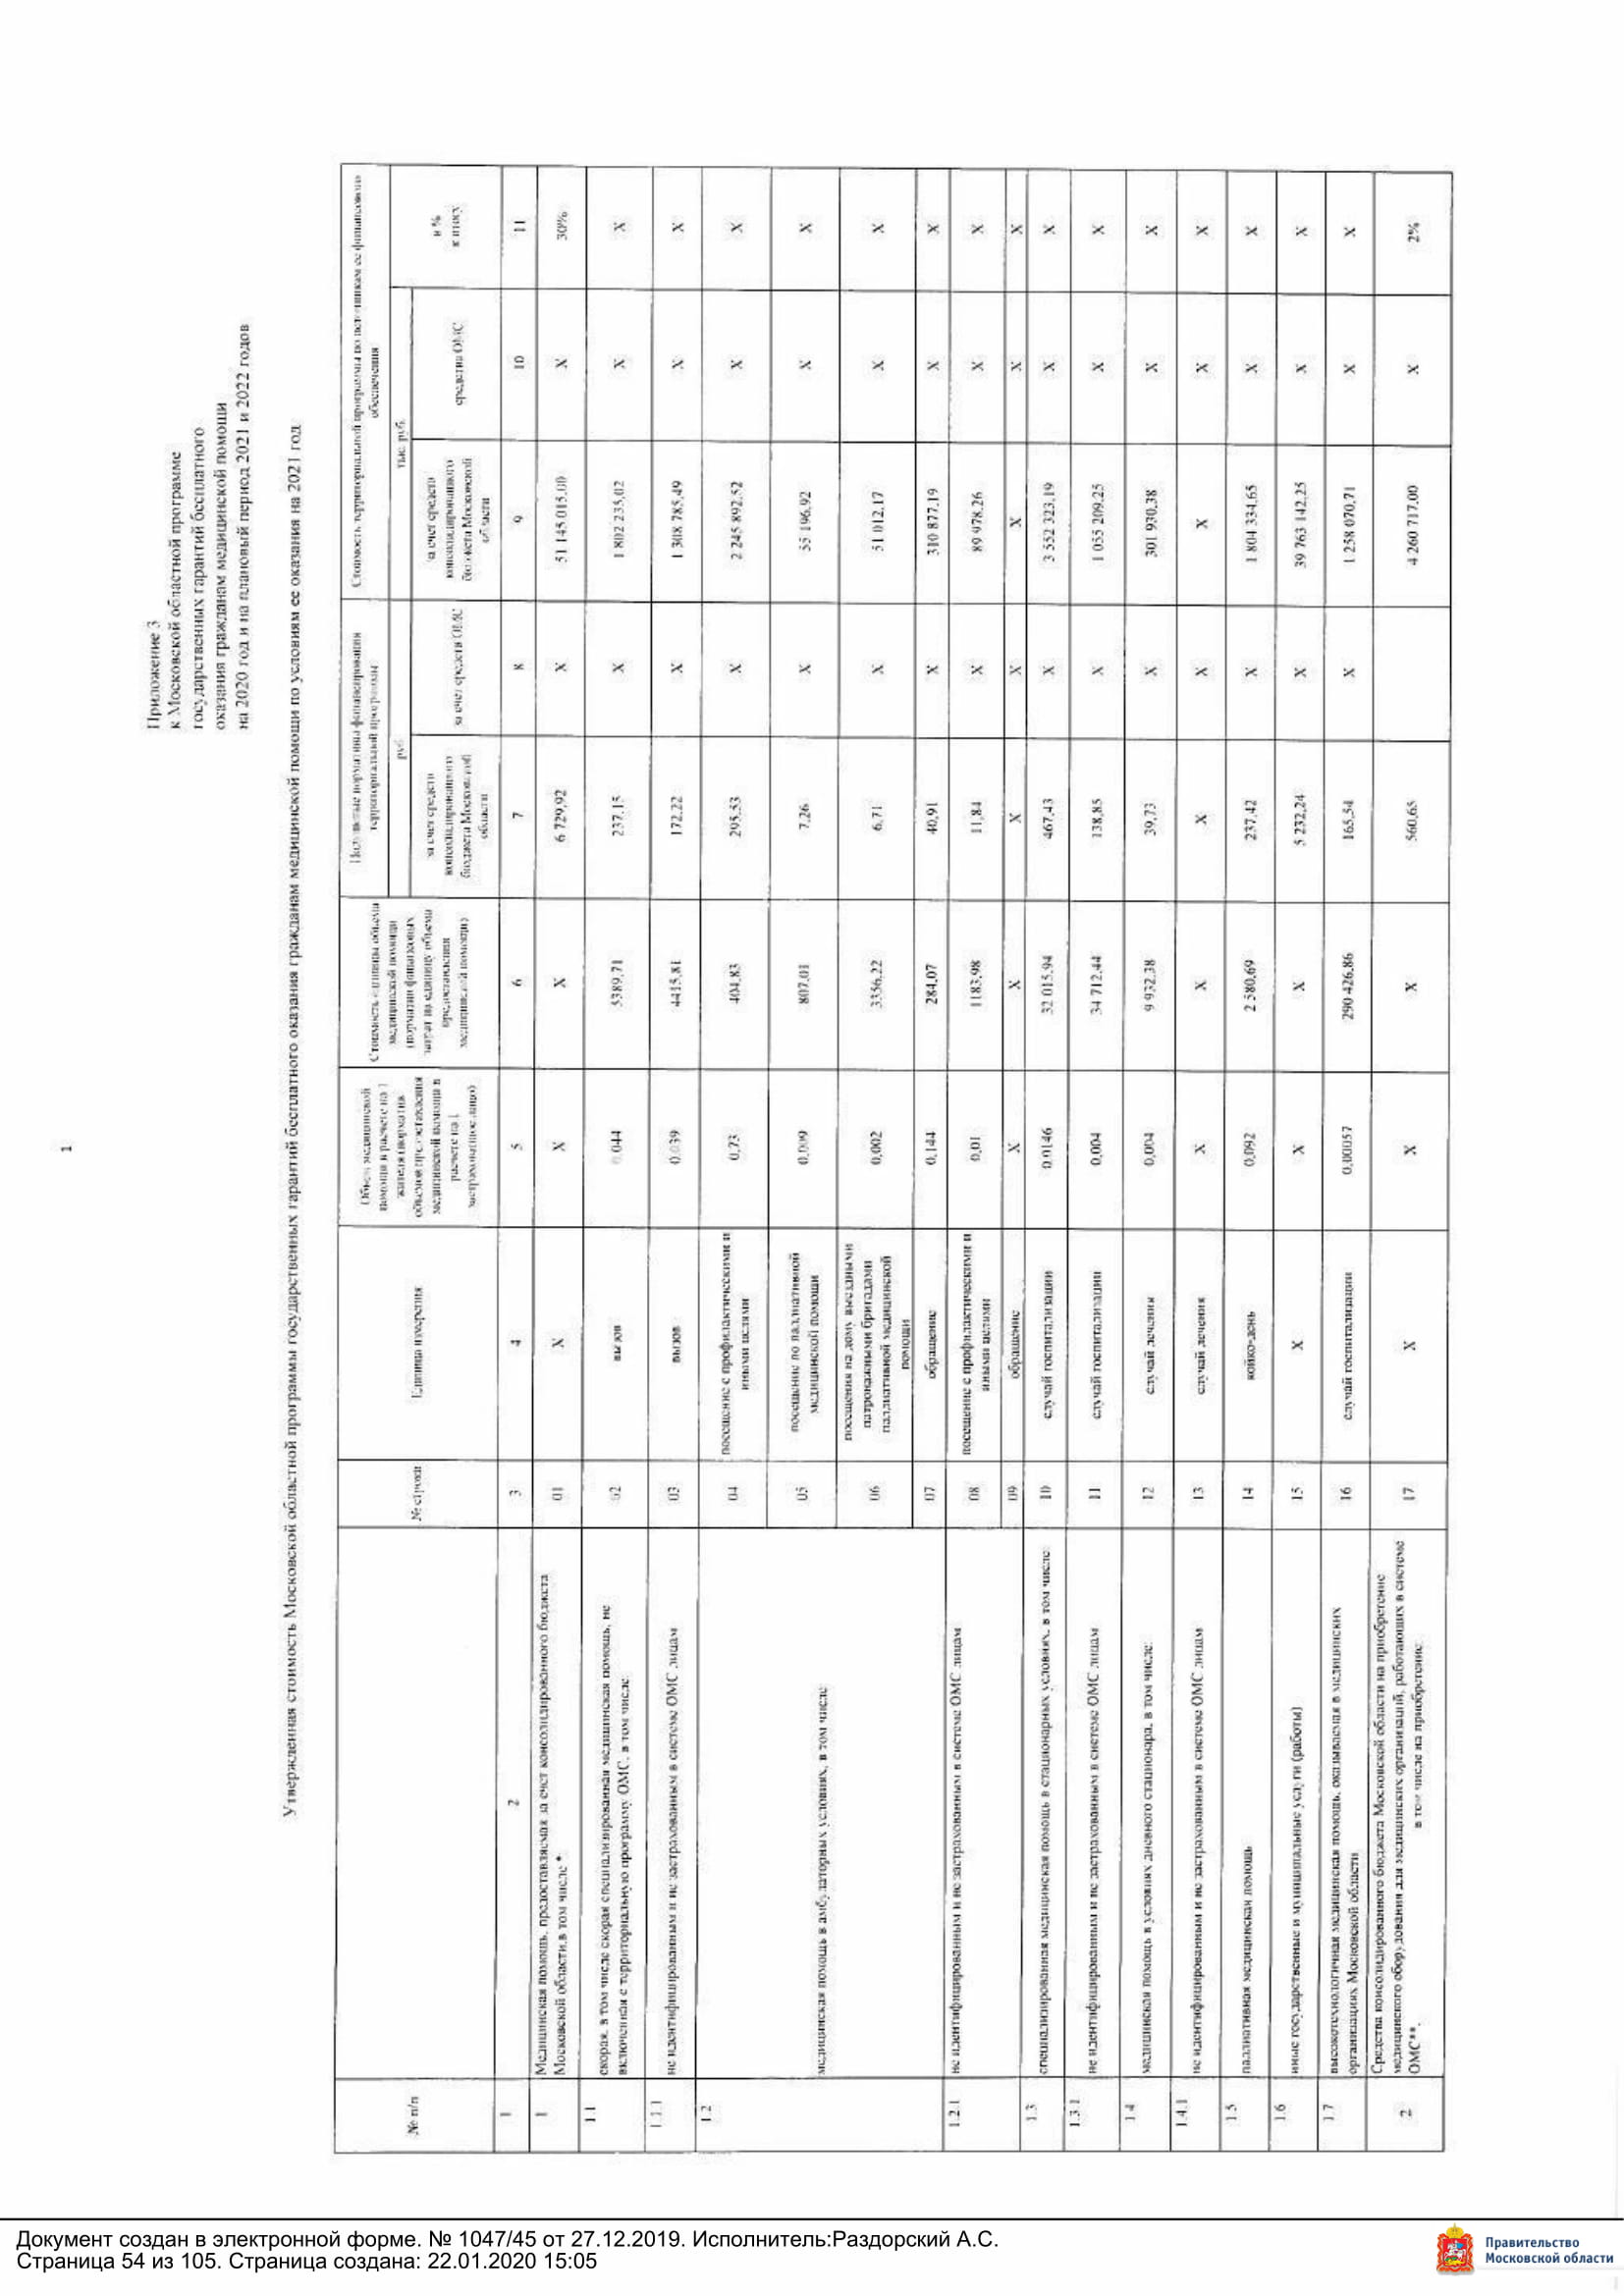 1
Приложение 3
к Московской областной программе
государственных гарантий бесплатного
оказания гражданам медицинской помощи
на 2020 год и на плановый период 2021 и 2022 годов
Утвержденная стоимость Московской областной программы государственных гарантий бесплатного оказания гражданам медицинской помощи по условиям ее оказания на 2021 год
№ п/п
№ строки
Единица измерения
Объем медицинской
помощи в расчете на 1
жителя (норматив
объемов предоставления
медицинской помощи в
расчете на 1
застрахованное лицо)
Стоимость единицы объема
медицинской помощи
(норматив финансовых
затрат на единицу объема
предоставления
медицинской помощи)
Подушевые нормативы финансирования
территориальной программы
руб.
за счет средств
консолидированного
бюджета Московской
области
за счет средств ОМС
Стоимость территориальной программы по источникам ее финансового
обеспечения
тыс. руб.
за счет средств
консолидированного
бюджета Московской
области
средства ОМС
в %
к итогу
1 2 3 4 5 6 7 8 9 10 11
1 Медицинская помощь, предоставляемая за счет консолидированного бюджета
Московской области, в том числе * 01 X X X 6 729,92 X 51 145 015,00 X 30%
1.1 скорая, в том числе скорая специализированная медицинская помощь, не
включенная с территориальную программу ОМС, в том числе: 02 вызов 0,044 5389,71 237,15 X 1 802 235,02 X X
1.1.1 не идентифицированным и не застрахованным в системе ОМС лицам 03 вызов 0,039 4415,81 172,22 X 1 308 785,49 X X
1.2 медицинская помощь в амбулаторных условиях, в том числе: 04 посещение с профилактическими и
иными целями 0,73 404,83 295,53 X 2 245 892,52 X X
05 посещение по паллиативной
медицинской помощи 0,009 807,01 7,26 X 55 196,92 X X
06 посещения на дому выездными
патронажными бригадами
паллиативной медицинской
помощи 0,002 3356,22 6,71 X 51 012,17 X X
07 обращение 0,144 284,07 40,91 X 310 877,19 X X
1.2.1 не идентифицированным и не застрахованным в системе ОМС лицам 08 посещение с профилактическими и
иными целями 0,01 1183,98 11,84 X 89 978,26 X X
09 обращение X X X X X X X
1.3 специализированная медицинская помощь в стационарных условиях, в том числе: 10 случай госпитализации 0,0146 32 015,94 467,43 X 3 552 323,19 X X
1.3.1 не идентифицированным и не застрахованным в системе ОМС лицам 11 случай госпитализации 0,004 34 712,44 138,85 X 1 055 209,25 X X
1.4 медицинская помощь в условиях дневного стационара, в том числе: 12 случай лечения 0,004 9 932,38 39,73 X 301 930,38 X X
1.4.1 не идентифицированным и не застрахованным в системе ОМС лицам 13 случай лечения X X X X X X X
1.5 паллиативная медицинская помощь 14 койко-день 0,092 2 580,69 237,42 X 1 804 334,65 X X
1.6 иные государственные и муниципальные услуги (работы) 15 X X X 5 232,24 X 39 763 142,25 X X
1.7 высокотехнологичная медицинская помощь, оказываемая в медицинских
организациях Московской области 16 случай госпитализации 0,00057 290 426,86 165,54 X 1 258 070,71 X X
2 Средства консолидированного бюджета Московской области на приобретение
медицинского оборудования для медицинских организаций, работающих в системе
ОМС**, в том числе на приобретение: 17 X X X 560,65 4 260 717,00 X 2%
Документ создан в электронной форме. № 1047/45 от 27.12.2019. Исполнитель:Раздорский А.С.
Страница 54 из 105. Страница создана: 22.01.2020 15:05
Правительство
Московской области